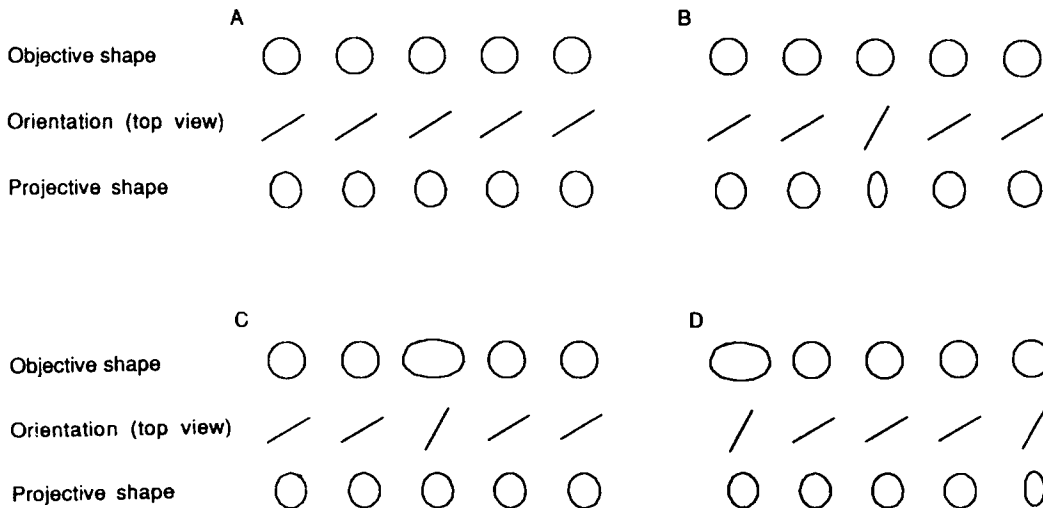 A
B
Objective shape
Orientation (top view)
Projective shape
C
D
Objective shape
Orientation (top view)
Projective shape